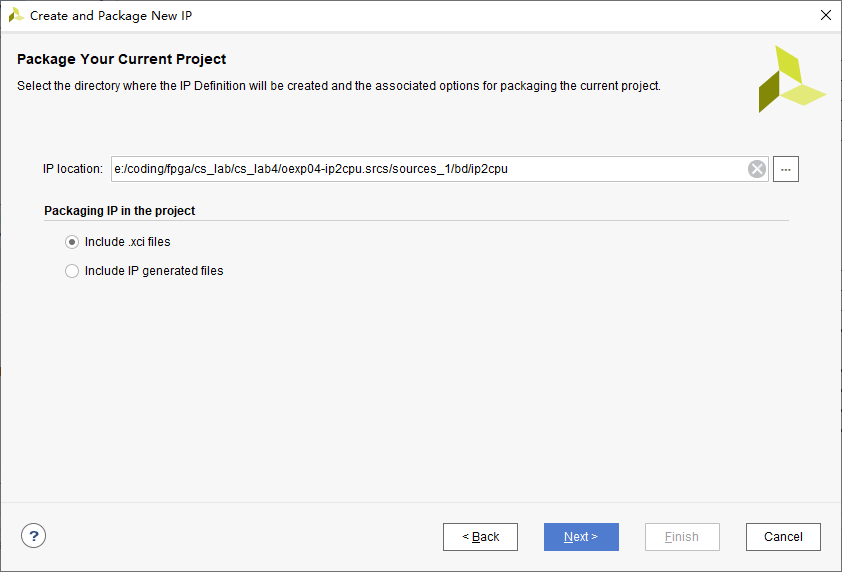 Create and Package New IP
Package Your Current Project
Select the directory where the IP Definition will be created and the associated options for packaging the current project.
IP location: e:/coding/fpga/cs_lab/cs_lab4/oexp04-ip2cpu.srcs/sources_1/bd/ip2cpu ...
Packaging IP in the project
Include .xci files
Include IP generated files
? < Back Next > Finish Cancel